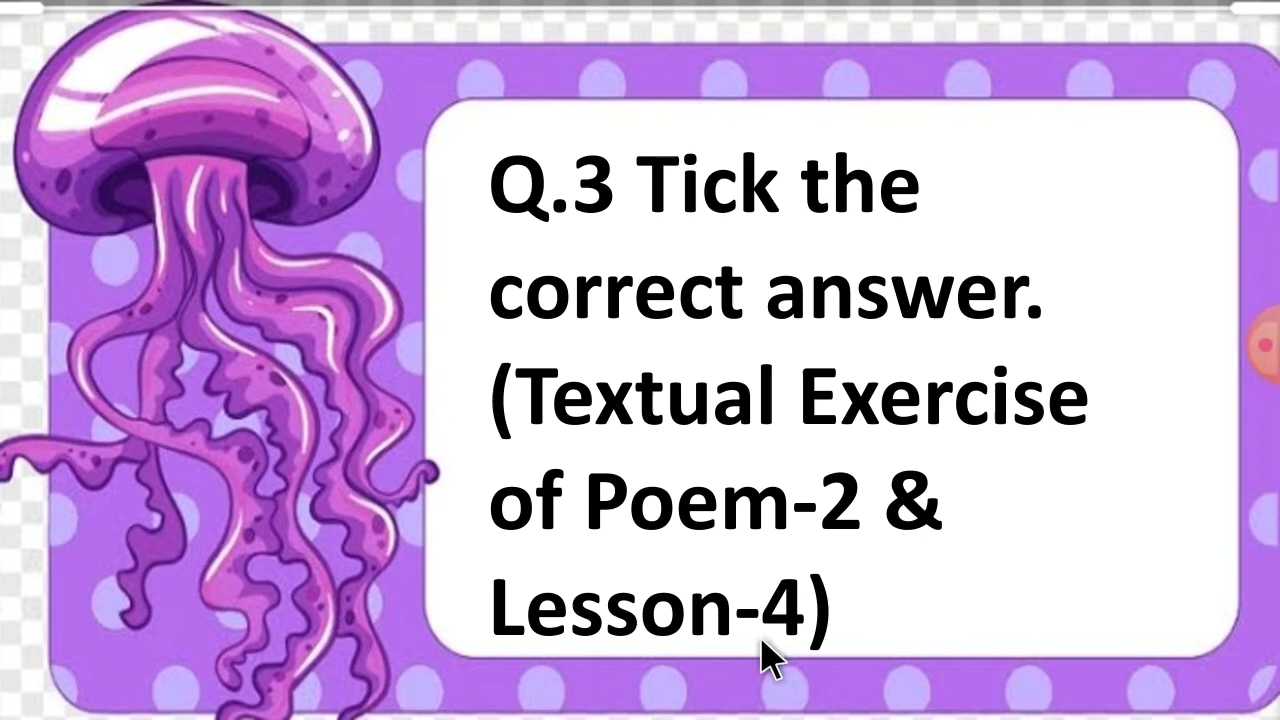 Q.3 Tick the
correct answer.
(Textual Exercise
of Poem-2 &
Lesson-4)